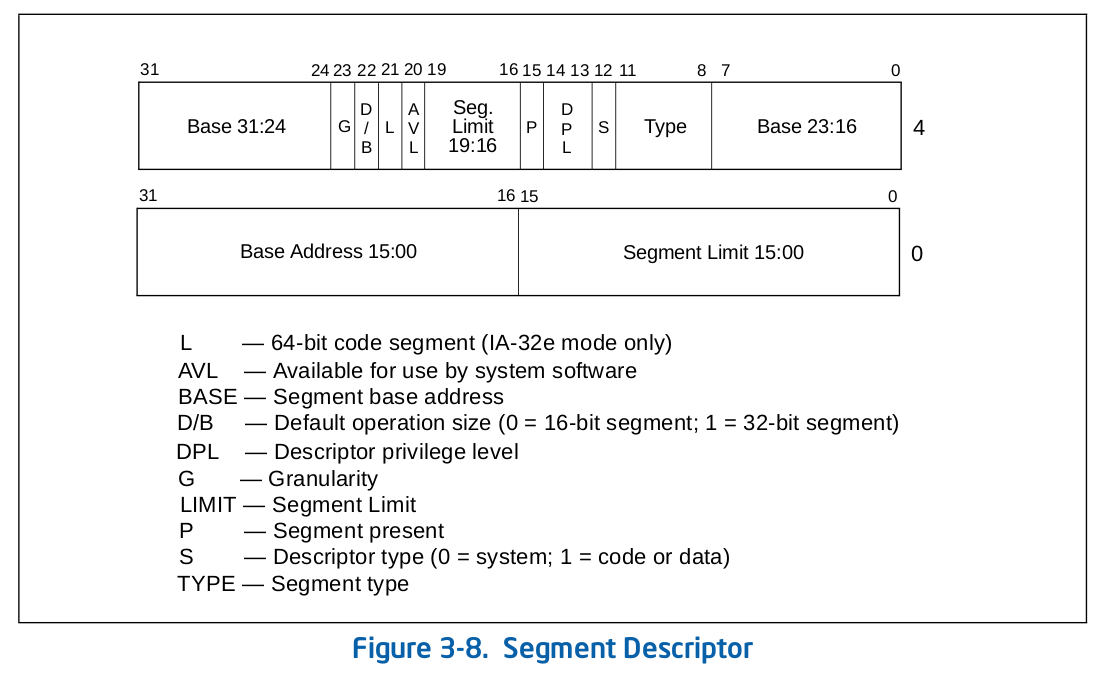 31 24 23 22 21 20 19 16 15 14 13 12 11 8 7 0
Base 31:24 G D/B L AVL Seg. Limit 19:16 P DPL S Type Base 23:16 4
31 16 15 0
Base Address 15:00 Segment Limit 15:00 0
L — 64-bit code segment (IA-32e mode only)
AVL — Available for use by system software
BASE — Segment base address
D/B — Default operation size (0 = 16-bit segment; 1 = 32-bit segment)
DPL — Descriptor privilege level
G — Granularity
LIMIT — Segment Limit
P — Segment present
S — Descriptor type (0 = system; 1 = code or data)
TYPE — Segment type
Figure 3-8. Segment Descriptor